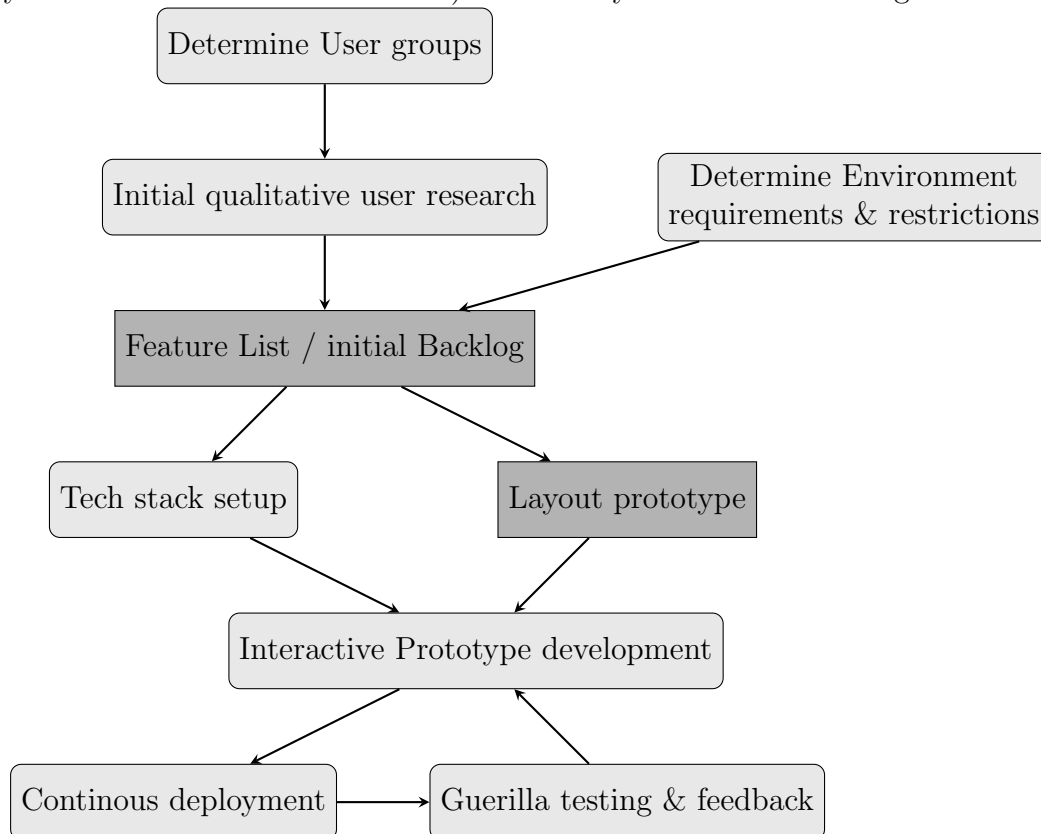 Determine User groups
Initial qualitative user research
Determine Environment
requirements & restrictions
Feature List / initial Backlog
Tech stack setup
Layout prototype
Interactive Prototype development
Continous deployment
Guerilla testing & feedback